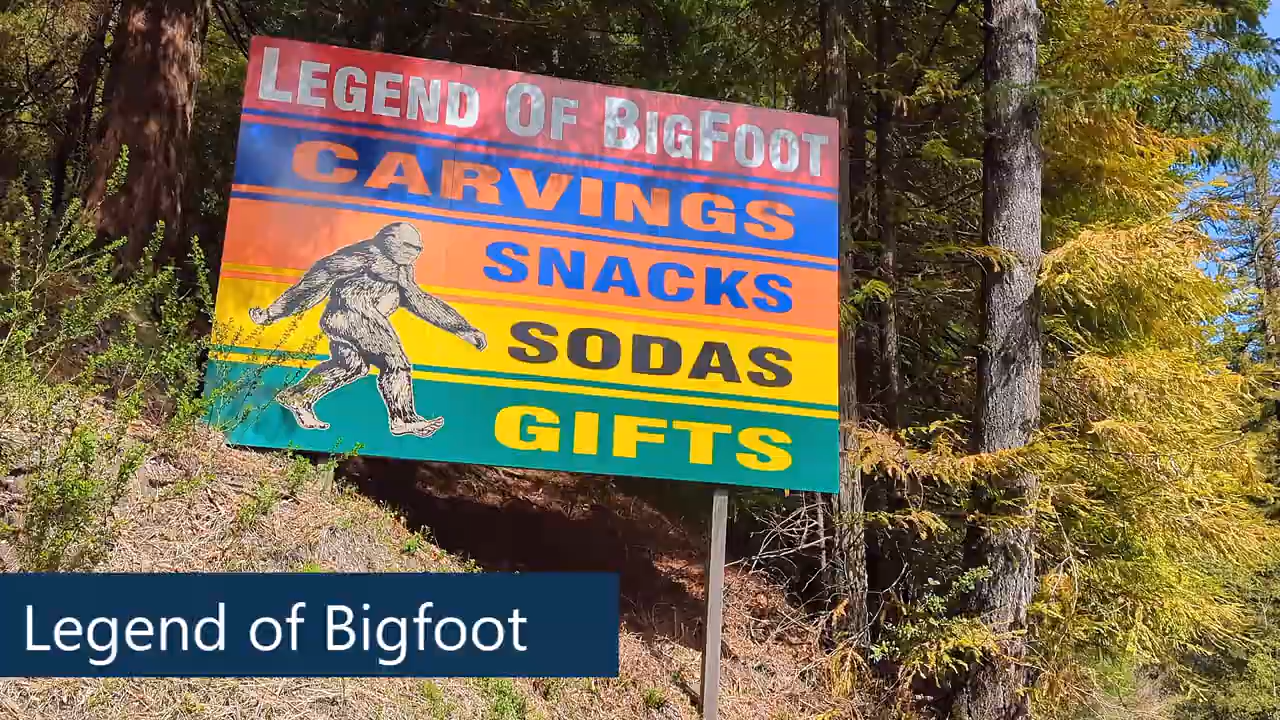 LEGEND OF BIGFOOT
CARVINGS
SNACKS
SODAS
GIFTS
Legend of Bigfoot